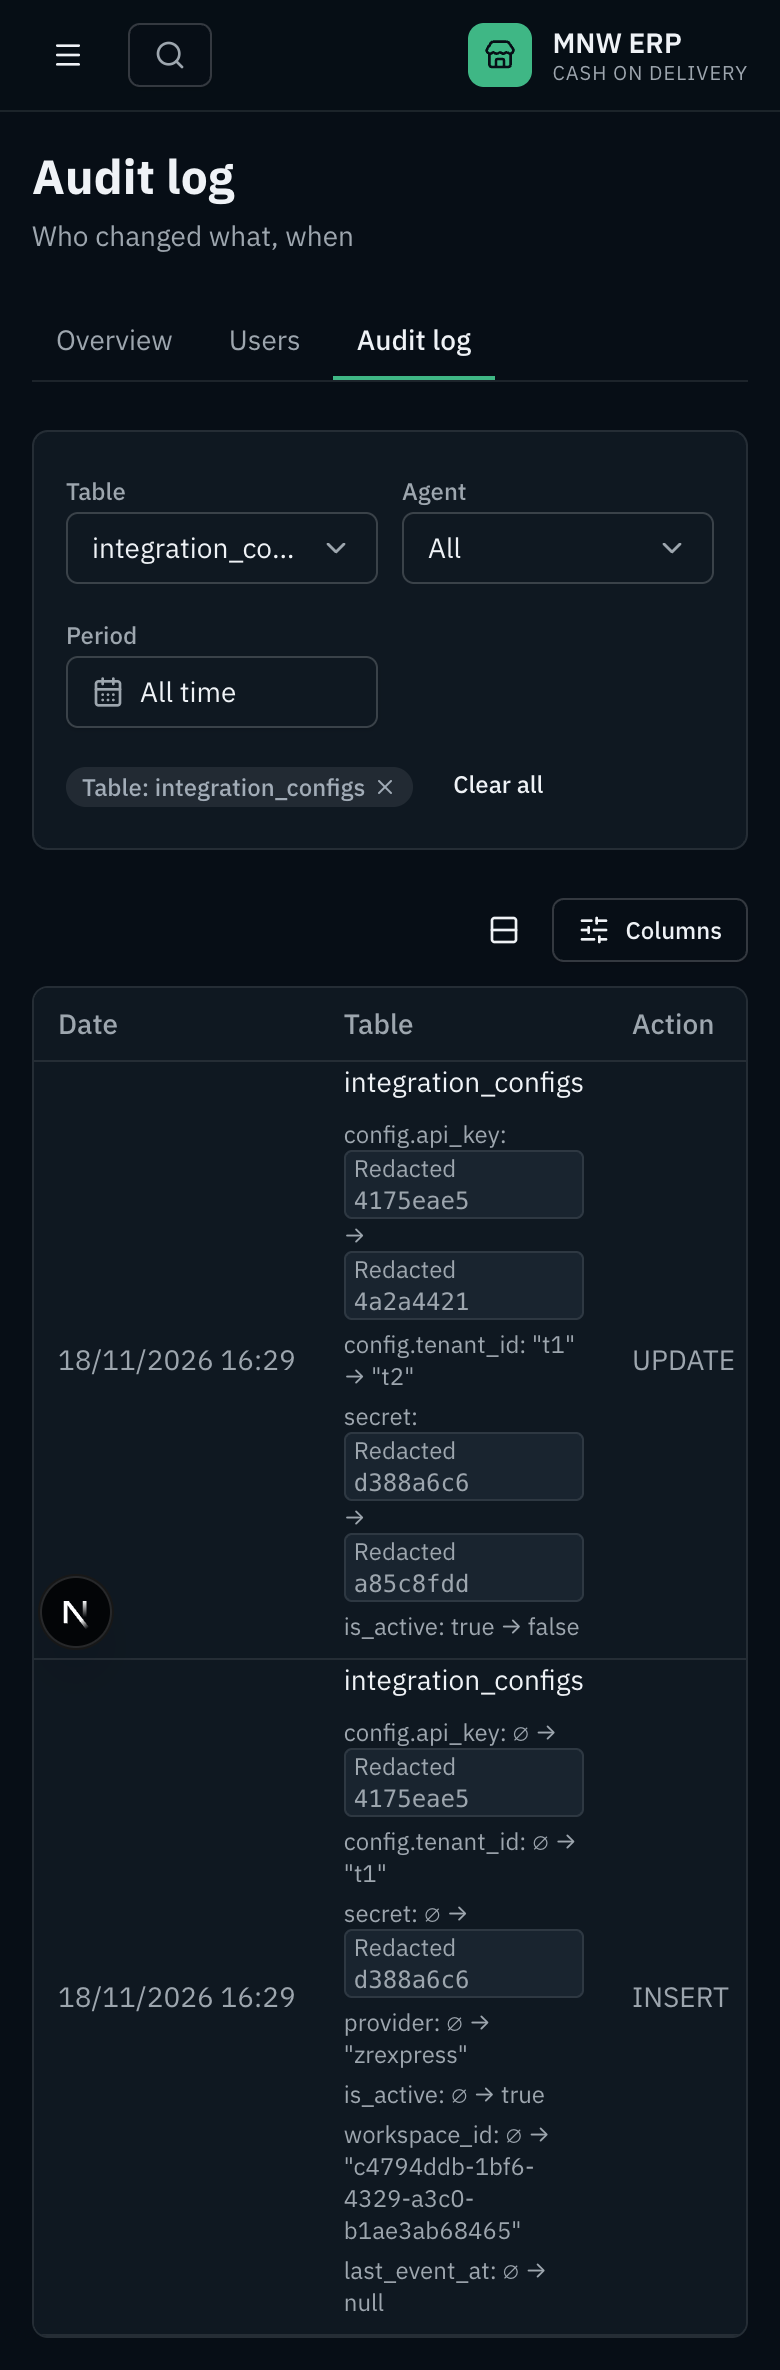 MNW ERP
CASH ON DELIVERY
Audit log
Who changed what, when
Overview Users Audit log
Table Agent
integration_co... All
Period
All time
Table: integration_configs
Clear all
Columns
Date Table Action
integration_configs
config.api_key:
Redacted
4175eae5
→
Redacted
4a2a4421
config.tenant_id: "t1"
→ "t2"
18/11/2026 16:29 UPDATE
secret:
Redacted
d388a6c6
→
Redacted
a85c8fdd
is_active: true → false
N
integration_configs
config.api_key: ∅ →
Redacted
4175eae5
config.tenant_id: ∅ →
"t1"
secret: ∅ →
Redacted
d388a6c6
18/11/2026 16:29 INSERT
provider: ∅ →
"zrexpress"
is_active: ∅ → true
workspace_id: ∅ →
"c4794ddb-1bf6-
4329-a3c0-
b1ae3ab68465"
last_event_at: ∅ →
null